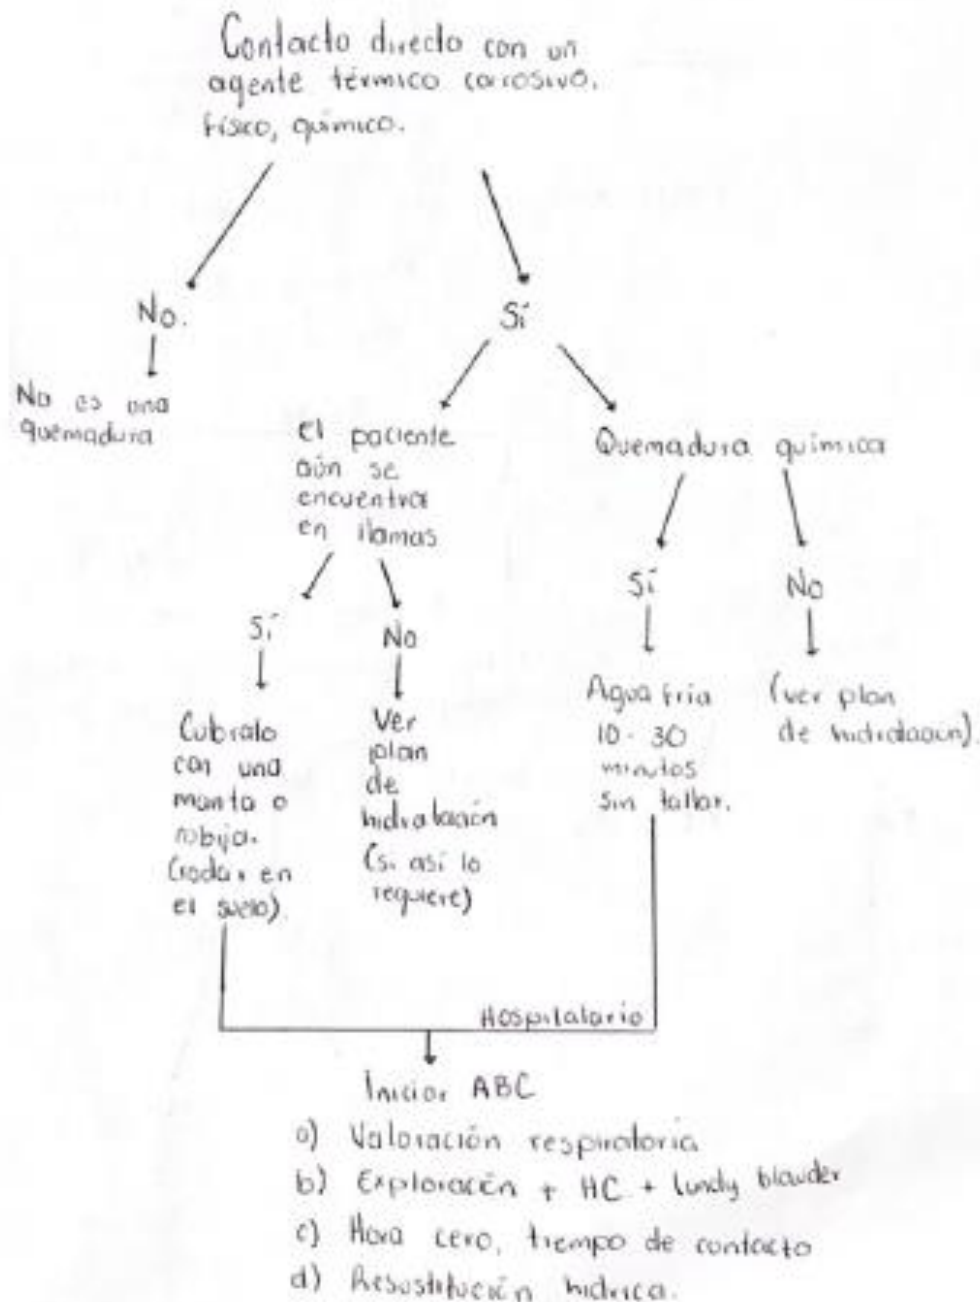 Contacto directo con un
agente térmico corrosivo,
físico, químico.
No.
Sí
No es una
quemadura
el paciente
aún se
encuentra
en llamas
Quemadura química
Sí
No
Sí
No
Cubralo
con una
manta o
cobija.
(rodar en
el suelo)
Ver
plan
de
hidratación
(si así lo
requiere)
Agua fría
10-30
minutos
sin tallar.
(ver plan
de hidratación).
Hospitalario
Iniciar ABC
a) Valoración respiratoria
b) Exploración + HC + lundy blauder
c) Hora cero, tiempo de contacto
d) Resustitución hídrica.